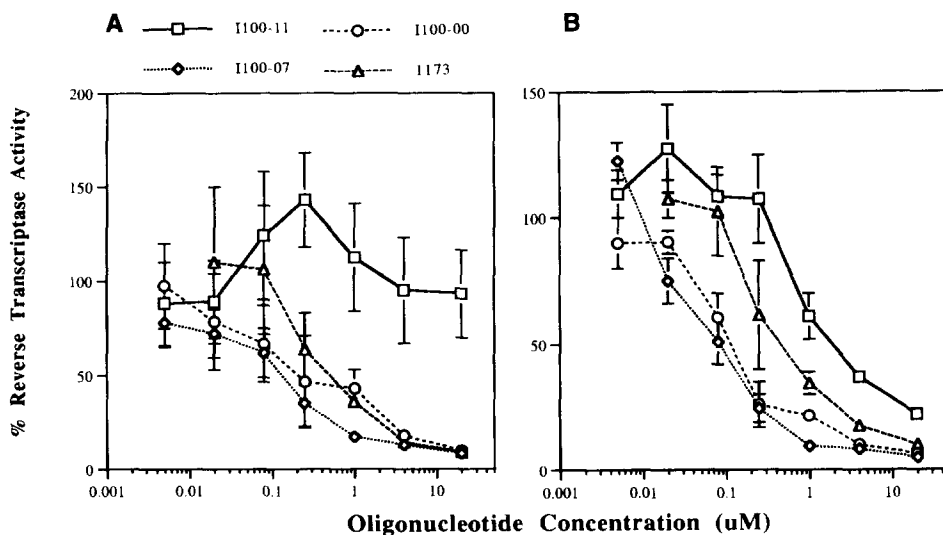 A
I100-11
I100-00
B
I100-07
1173
% Reverse Transcriptase Activity
200
150
100
50
0
0.001
0.01
0.1
1
10
150
100
50
0
0.001
0.01
0.1
1
10
Oligonucleotide Concentration (uM)